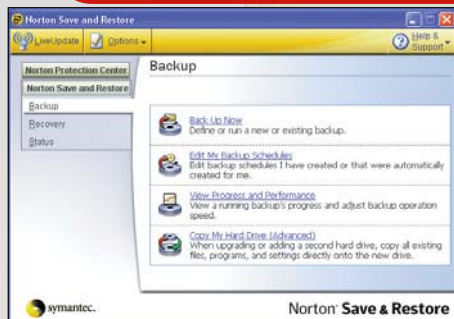 Norton Save and Restore
LiveUpdate
Options
Help & Support
Norton Protection Center
Norton Save and Restore
Backup
Recovery
Status
Backup
Back Up Now
Define or run a new or existing backup.
Edit My Backup Schedules
Edit backup schedules I have created or that were automatically
created for me.
View Progress and Performance
View a running backup's progress and adjust backup operation
speed.
Copy My Hard Drive (Advanced)
When upgrading or adding a second hard drive, copy all existing
files, programs, and settings directly onto the new drive.
symantec.
Norton Save & Restore